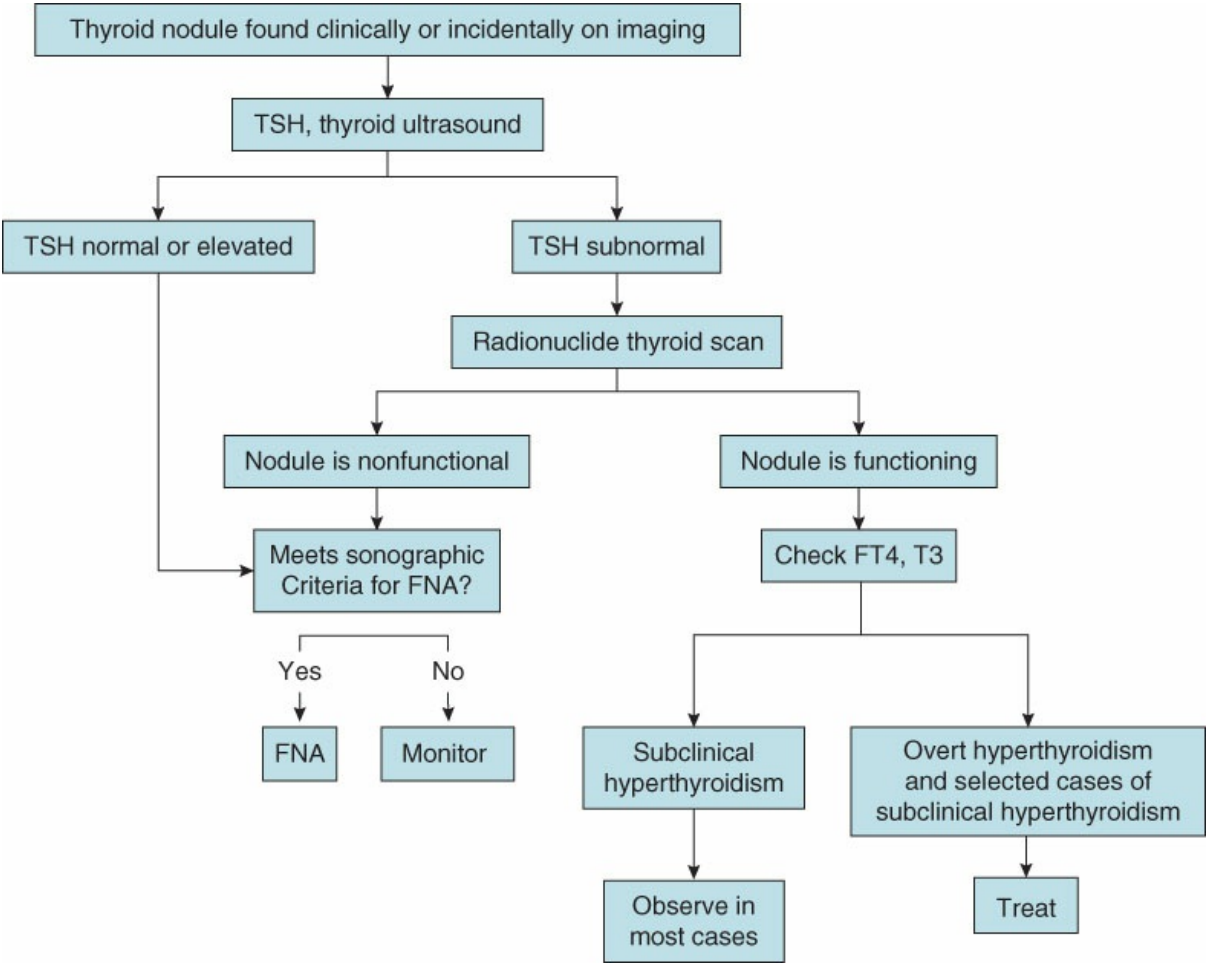 Thyroid nodule found clinically or incidentally on imaging
TSH, thyroid ultrasound
TSH normal or elevated
TSH subnormal
Radionuclide thyroid scan
Nodule is nonfunctional
Nodule is functioning
Meets sonographic
Criteria for FNA?
Check FT4, T3
Yes
No
FNA
Monitor
Subclinical
hyperthyroidism
Overt hyperthyroidism
and selected cases of
subclinical hyperthyroidism
Observe in
most cases
Treat